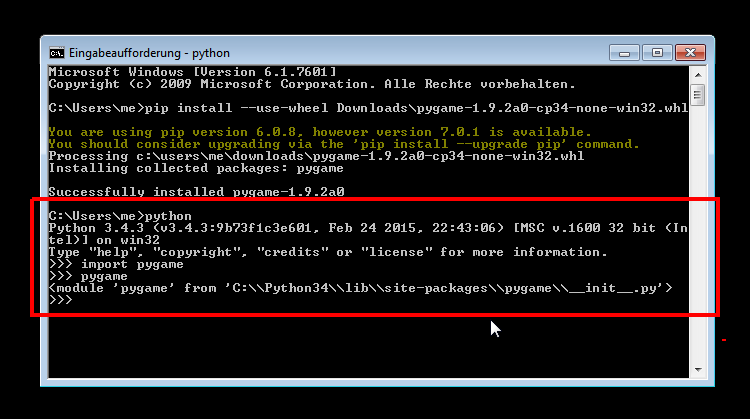 Eingabeaufforderung - python
Microsoft Windows [Version 6.1.7601]
Copyright (c) 2009 Microsoft Corporation. Alle Rechte vorbehalten.
C:\Users\me>pip install --use-wheel Downloads\pygame-1.9.2a0-cp34-none-win32.whl
You are using pip version 6.0.8, however version 7.0.1 is available.
You should consider upgrading via the 'pip install --upgrade pip' command.
Processing c:\users\me\downloads\pygame-1.9.2a0-cp34-none-win32.whl
Installing collected packages: pygame
Successfully installed pygame-1.9.2a0
C:\Users\me>python
Python 3.4.3 (v3.4.3:9b73f1c3e601, Feb 24 2015, 22:43:06) [MSC v.1600 32 bit (In
tel)] on win32
Type "help", "copyright", "credits" or "license" for more information.
>>> import pygame
>>> pygame
<module 'pygame' from 'C:\\Python34\\lib\\site-packages\\pygame\\__init__.py'>
>>>